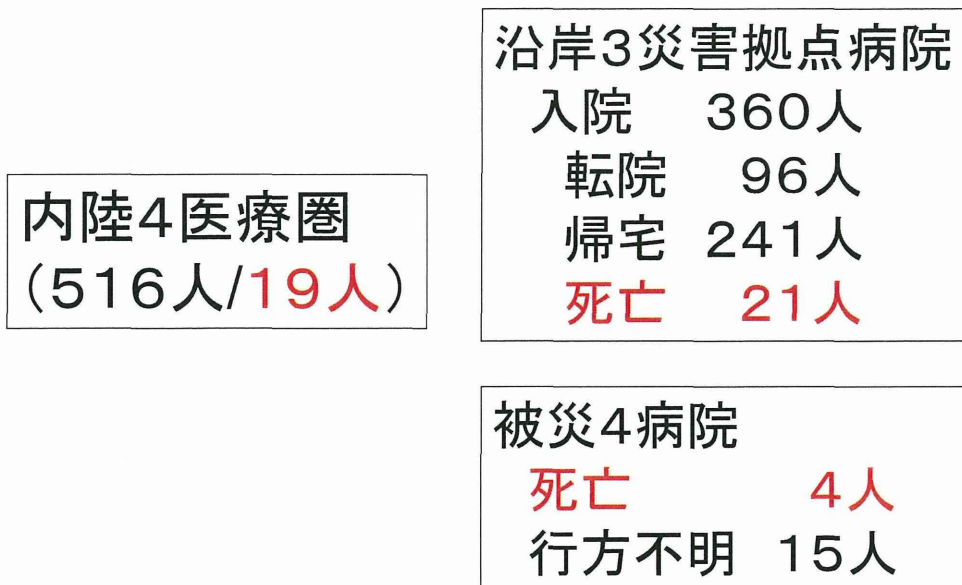 沿岸3災害拠点病院
入院 360人
転院 96人
帰宅 241人
死亡 21人
内陸4医療圏
(516人/19人)
被災4病院
死亡 4人
行方不明 15人